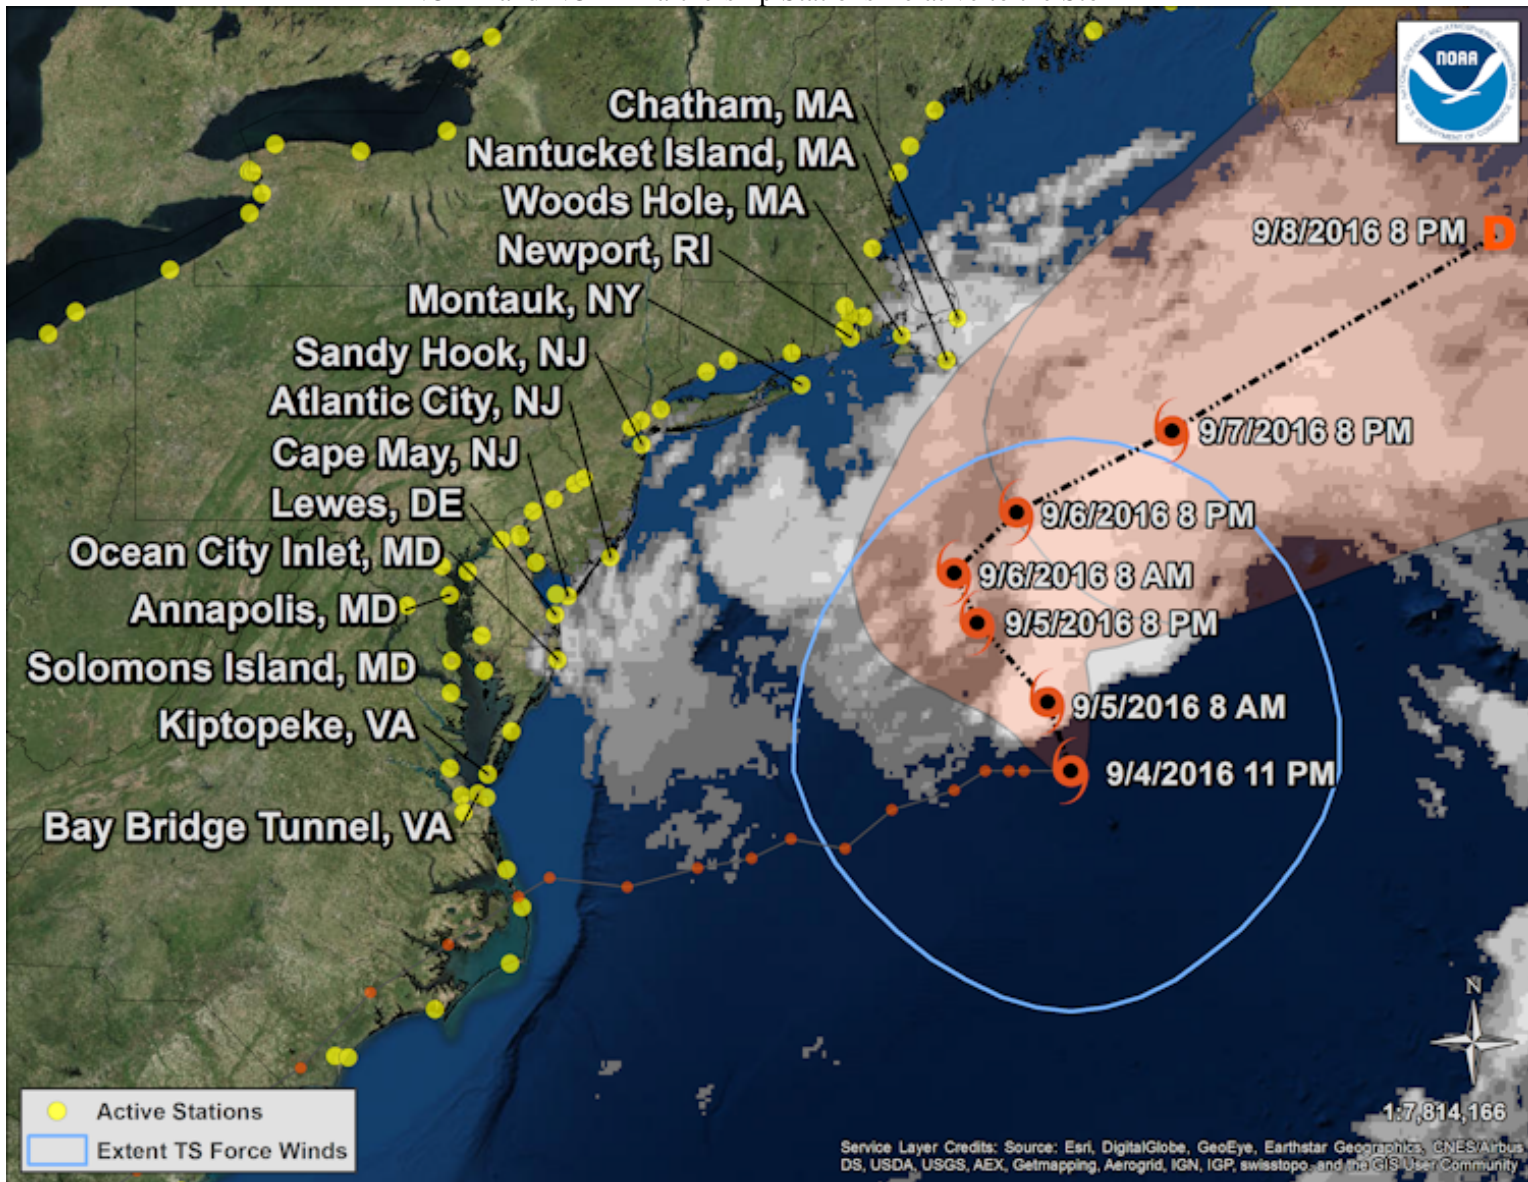 NOAA
Chatham, MA
Nantucket Island, MA
Woods Hole, MA
Newport, RI
Montauk, NY
Sandy Hook, NJ
Atlantic City, NJ
Cape May, NJ
Lewes, DE
Ocean City Inlet, MD
Annapolis, MD
Solomons Island, MD
Kiptopeke, VA
Bay Bridge Tunnel, VA
9/8/2016 8 PM D
9/7/2016 8 PM
9/6/2016 8 PM
9/6/2016 8 AM
9/5/2016 8 PM
9/5/2016 8 AM
9/4/2016 11 PM
N
1:7,814,166
Active Stations
Extent TS Force Winds
Service Layer Credits: Source: Esri, DigitalGlobe, GeoEye, Earthstar Geographics, CNES/Airbus
DS, USDA, USGS, AEX, Getmapping, Aerogrid, IGN, IGP, swisstopo, and the GIS User Community